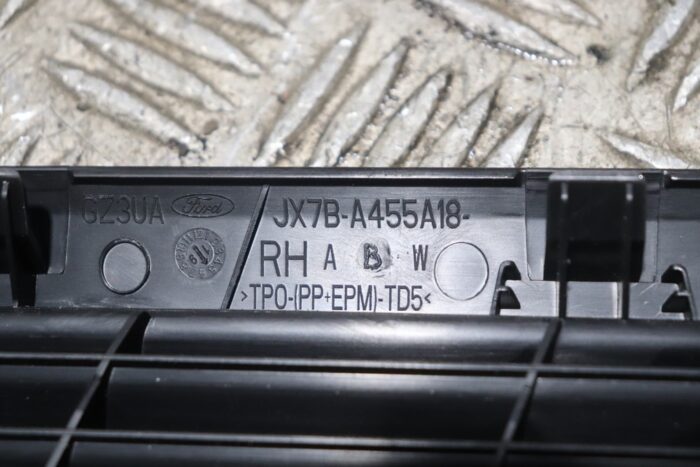 GZ3UA Ford JX7B-A455A18-
RH A B W
>TPO-(PP+EPM)-TD5<